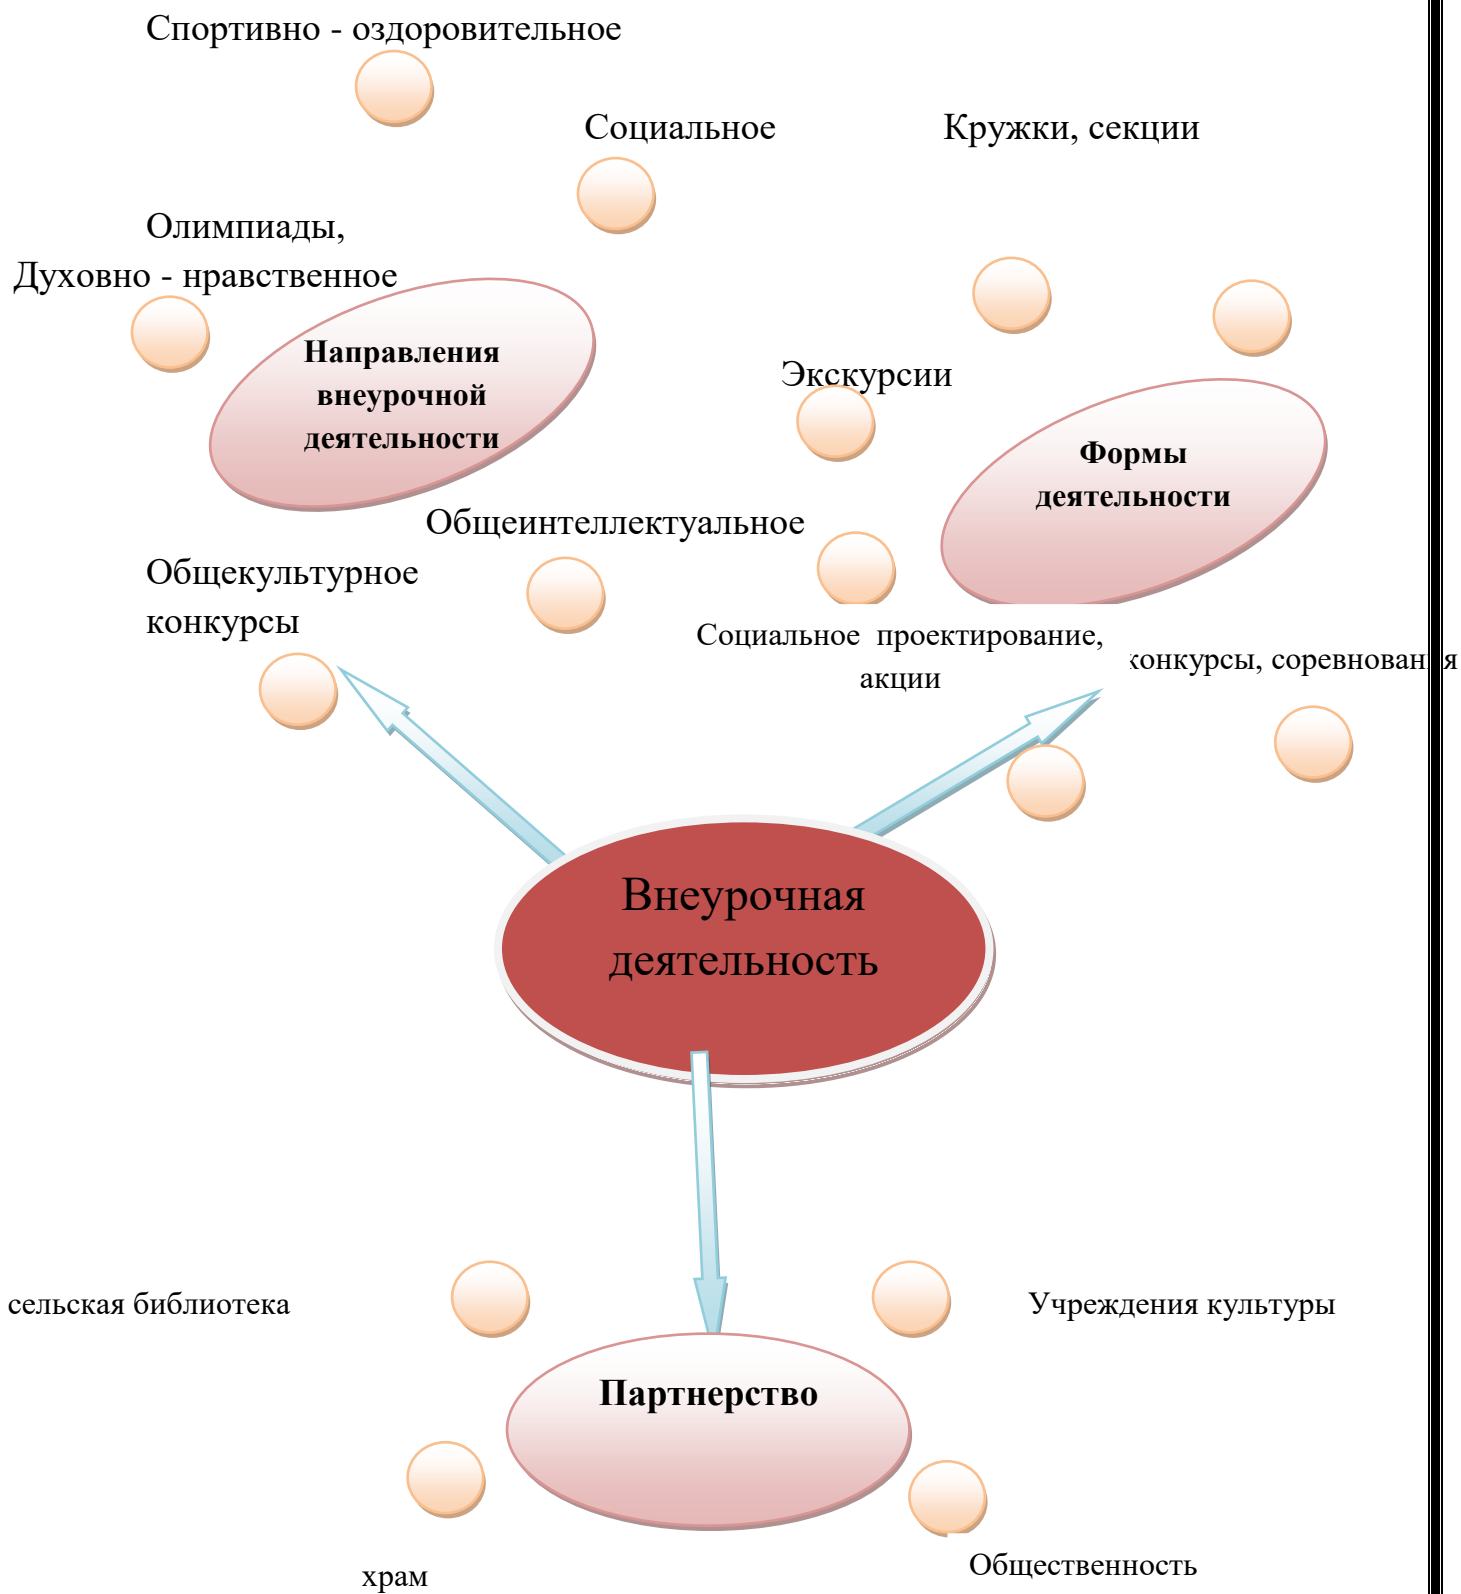 Спортивно - оздоровительное
Социальное
Кружки, секции
Олимпиады,
Духовно - нравственное
Направления
внеурочной
деятельности
Экскурсии
Формы
деятельности
Общеинтеллектуальное
Общекультурное
конкурсы
Социальное проектирование,
акции
конкурсы, соревнования
Внеурочная
деятельность
сельская библиотека
Учреждения культуры
Партнерство
Общественность
храм